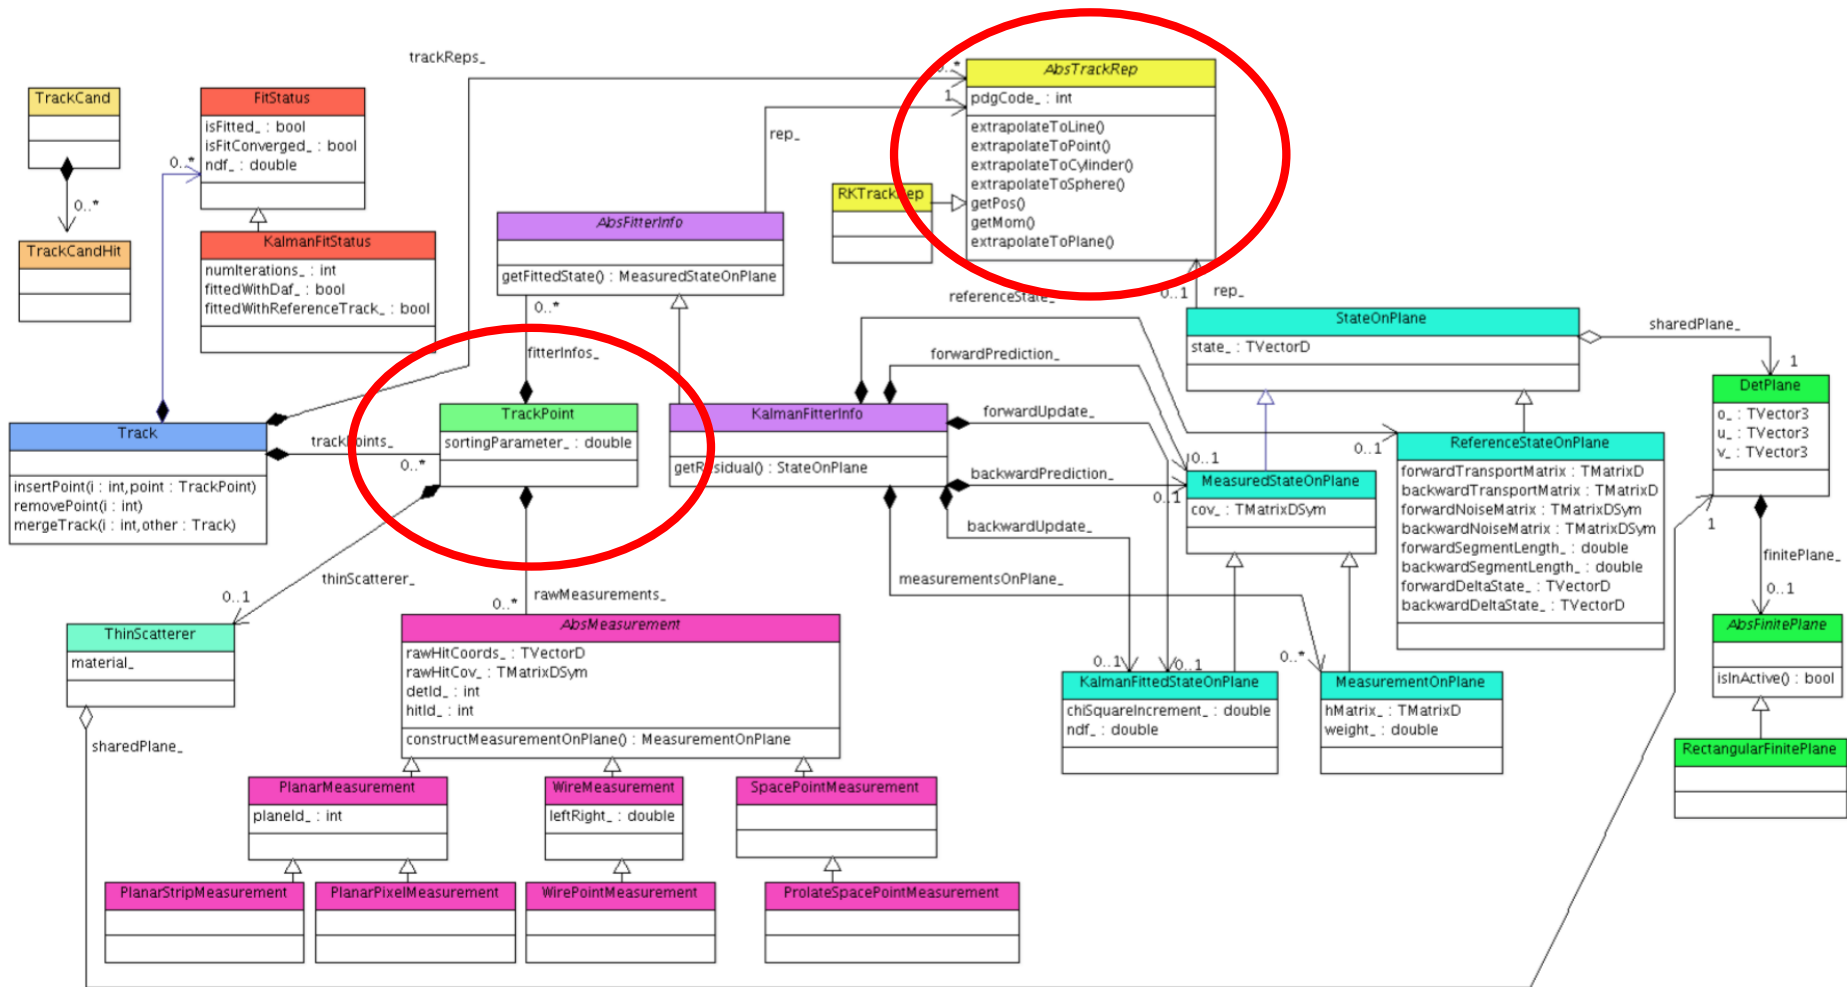 trackReps_
0..*
AbsTrackRep
pdgCode_ : int
extrapolateToLine()
extrapolateToPoint()
extrapolateToCylinder()
extrapolateToSphere()
getPos()
getMom()
extrapolateToPlane()
1
rep_
TrackCand
0..*
TrackCandHit
FitStatus
isFitted_ : bool
isFitConverged_ : bool
ndf_ : double
0..*
KalmanFitStatus
numIterations_ : int
fittedWithDaf_ : bool
fittedWithReferenceTrack_ : bool
RKTrackRep
AbsFitterInfo
getFittedState() : MeasuredStateOnPlane
0..*
fitterInfos_
referenceState_
0..1
rep_
StateOnPlane
state_ : TVectorD
sharedPlane_
1
forwardPrediction_
DetPlane
o_ : TVector3
u_ : TVector3
v_ : TVector3
Track
insertPoint(i : int,point : TrackPoint)
removePoint(i : int)
mergeTrack(i : int,other : Track)
trackPoints_
0..*
TrackPoint
sortingParameter_ : double
KalmanFitterInfo
getResidual() : StateOnPlane
forwardUpdate_
backwardPrediction_
0..1
0..1
0..1
MeasuredStateOnPlane
cov_ : TMatrixDSym
ReferenceStateOnPlane
forwardTransportMatrix : TMatrixD
backwardTransportMatrix : TMatrixD
forwardNoiseMatrix : TMatrixDSym
backwardNoiseMatrix : TMatrixDSym
forwardSegmentLength_ : double
backwardSegmentLength_ : double
forwardDeltaState_ : TVectorD
backwardDeltaState_ : TVectorD
1
backwardUpdate_
measurementsOnPlane_
finitePlane_
0..1
thinScatterer_
0..1
0..*
rawMeasurements_
ThinScatterer
material_
sharedPlane_
AbsMeasurement
rawHitCoords_ : TVectorD
rawHitCov_ : TMatrixDSym
detId_ : int
hitId_ : int
constructMeasurementOnPlane() : MeasurementOnPlane
AbsFinitePlane
isInActive() : bool
0..1
0..1
0..*
KalmanFittedStateOnPlane
chiSquareIncrement_ : double
ndf_ : double
MeasurementOnPlane
hMatrix_ : TMatrixD
weight_ : double
RectangularFinitePlane
PlanarMeasurement
planeId_ : int
WireMeasurement
leftRight_ : double
SpacePointMeasurement
PlanarStripMeasurement
PlanarPixelMeasurement
WirePointMeasurement
ProlateSpacePointMeasurement